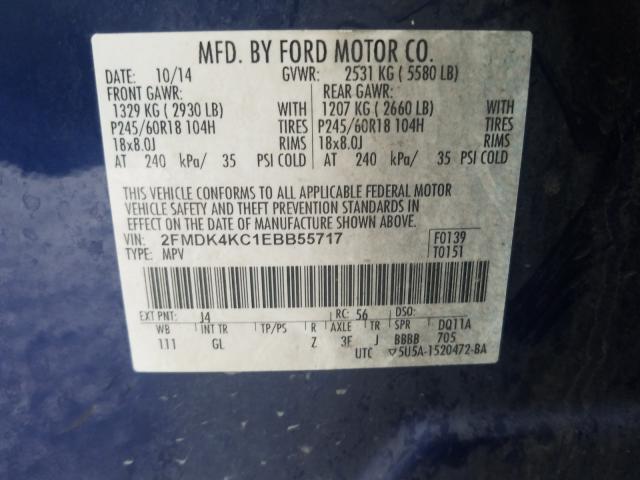 MFD. BY FORD MOTOR CO.
DATE: 10/14 GVWR: 2531 KG ( 5580 LB)
FRONT GAWR: REAR GAWR:
1329 KG ( 2930 LB) WITH 1207 KG ( 2660 LB) WITH
P245/60R18 104H TIRES P245/60R18 104H TIRES
18x8.0J RIMS 18x8.0J RIMS
AT 240 kPa/ 35 PSI COLD AT 240 kPa/ 35 PSI COLD
THIS VEHICLE CONFORMS TO ALL APPLICABLE FEDERAL MOTOR
VEHICLE SAFETY AND THEFT PREVENTION STANDARDS IN
EFFECT ON THE DATE OF MANUFACTURE SHOWN ABOVE.
VIN: 2FMDK4KC1EBB55717 F0139
TYPE: MPV T0151
EXT PNT: J4 RC: 56 DSO:
WB INT TR TP/PS R AXLE TR SPR DQ11A
111 GL Z 3F J BBBB 705
UTC ▽5U5A-1520472-BA